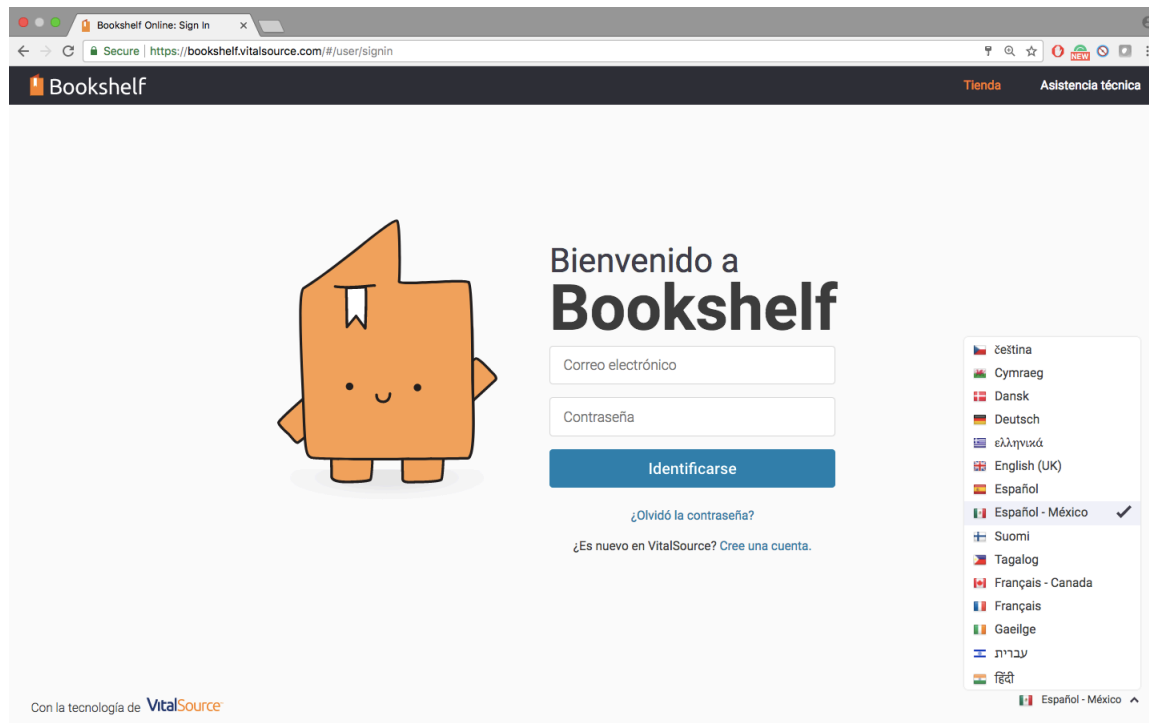 Bookshelf Online: Sign In
Secure | https://bookshelf.vitalsource.com/#/user/signin
NEW
Bookshelf
Tienda
Asistencia técnica
Bienvenido a
Bookshelf
Correo electrónico
Contraseña
Identificarse
¿Olvidó la contraseña?
¿Es nuevo en VitalSource? Cree una cuenta.
čeština
Cymraeg
Dansk
Deutsch
ελληνικά
English (UK)
Español
Español - México
Suomi
Tagalog
Français - Canada
Français
Gaeilge
עברית
हिंदी
Con la tecnología de VitalSource
Español - México